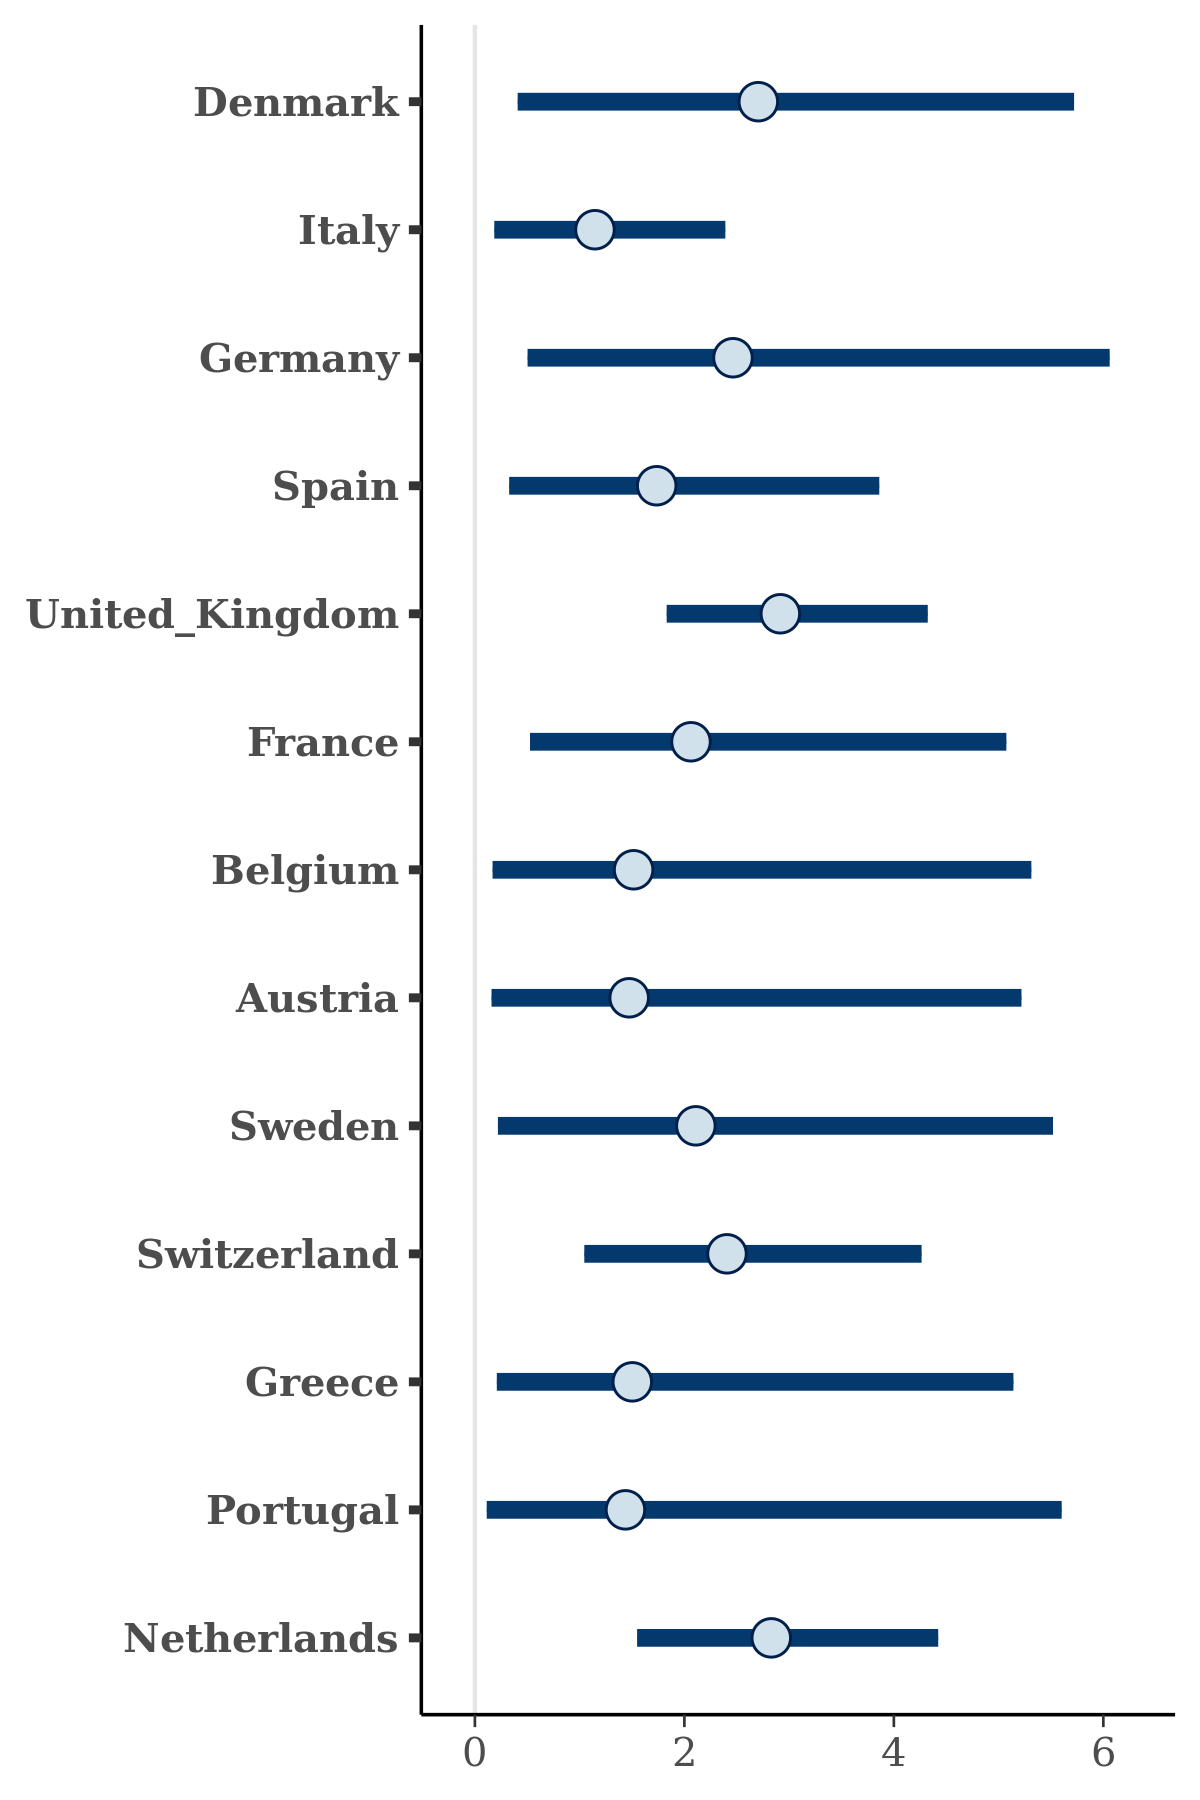 Denmark
Italy
Germany
Spain
United_Kingdom
France
Belgium
Austria
Sweden
Switzerland
Greece
Portugal
Netherlands
0 2 4 6